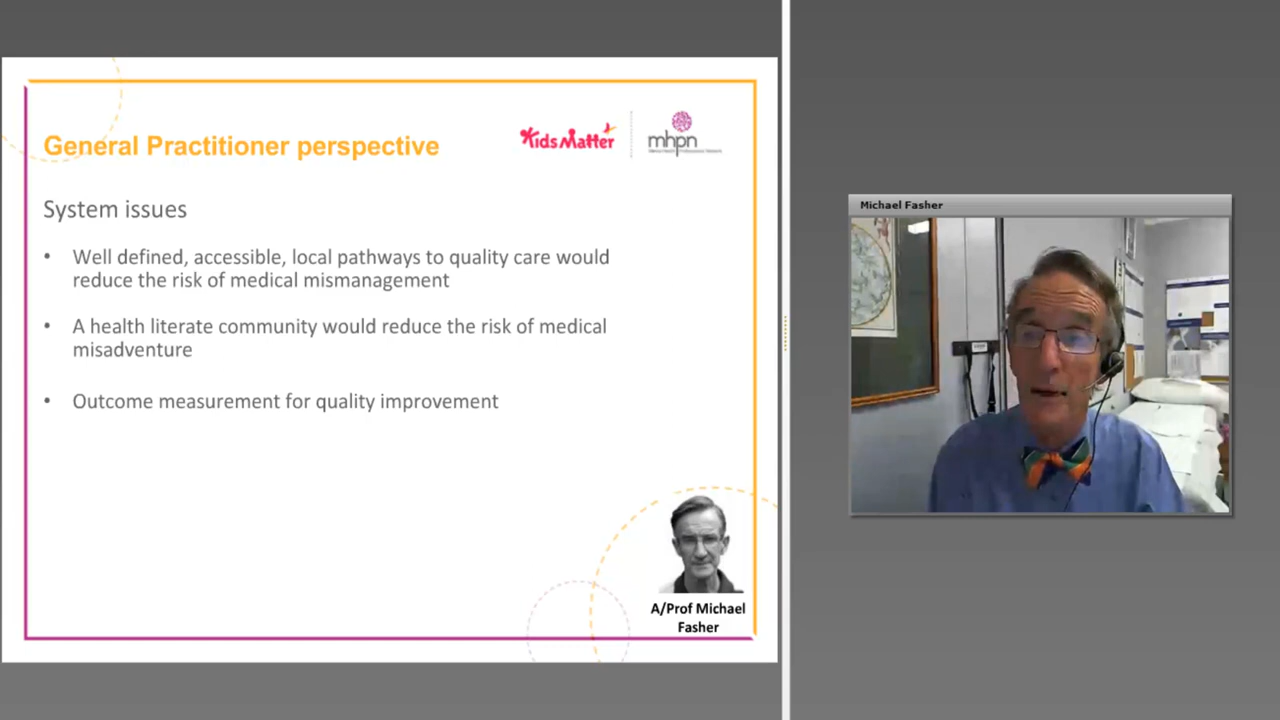 General Practitioner perspective
KidsMatter
mhpn
System issues
• Well defined, accessible, local pathways to quality care would
reduce the risk of medical mismanagement
• A health literate community would reduce the risk of medical
misadventure
• Outcome measurement for quality improvement
A/Prof Michael
Fasher
Michael Fasher